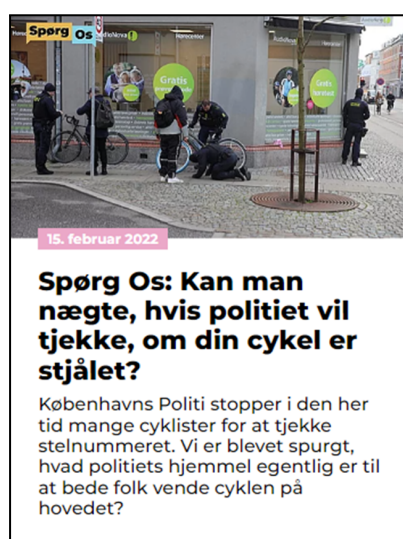 Spørg Os
AudioNova
Hørecenter
Gratis
Gratis
15. februar 2022
Spørg Os: Kan man
nægte, hvis politiet vil
tjekke, om din cykel er
stjålet?
Københavns Politi stopper i den her
tid mange cyklister for at tjekke
stelnummeret. Vi er blevet spurgt,
hvad politiets hjemmel egentlig er til
at bede folk vende cyklen på
hovedet?